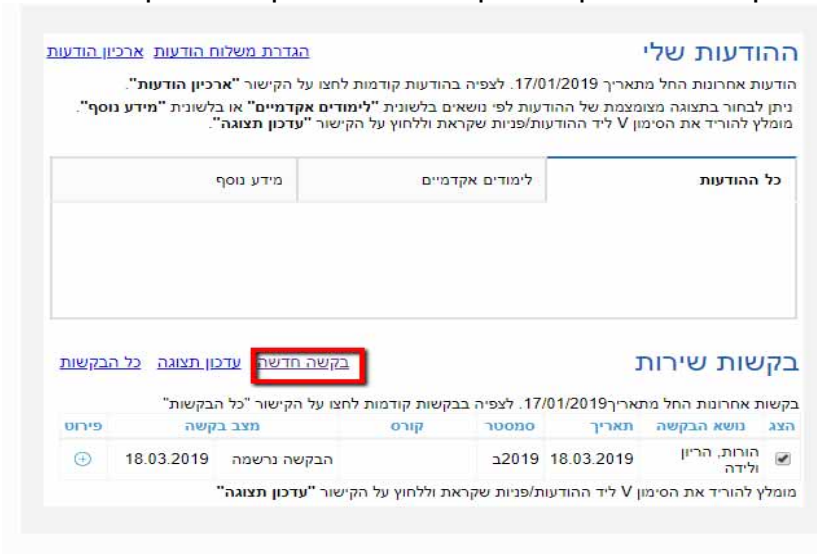 ההודעות שלי
הגדרת משלוח הודעות ארכיון הודעות
הודעות אחרונות החל מתאריך 17/01/2019. לצפיה בהודעות קודמות לחצו על הקישור "ארכיון הודעות".
ניתן לבחור בתצוגה מצומצמת של ההודעות לפי נושאים בלשונית "לימודים אקדמיים" או בלשונית "מידע נוסף".
מומלץ להוריד את הסימון V ליד ההודעות/פניות שקראת וללחוץ על הקישור "עדכון תצוגה".
כל ההודעות לימודים אקדמיים מידע נוסף
בקשות שירות
בקשה חדשה עדכון תצוגה כל הבקשות
בקשות אחרונות החל מתאריך17/01/2019. לצפיה בבקשות קודמות לחצו על הקישור "כל הבקשות"
הצג נושא הבקשה תאריך סמסטר קורס מצב בקשה פירוט
הורות, הריון
ולידה
18.03.2019 2019ב הבקשה נרשמה 18.03.2019
מומלץ להוריד את הסימון V ליד ההודעות/פניות שקראת וללחוץ על הקישור "עדכון תצוגה"